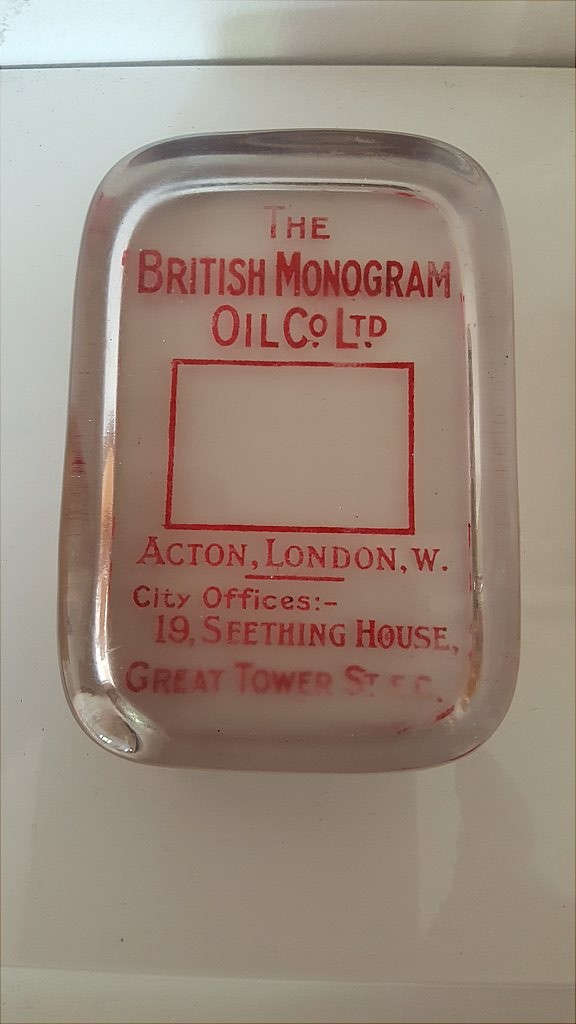 THE
BRITISH MONOGRAM
OIL CO LTD
ACTON, LONDON, W.
City Offices:-
19, SEETHING HOUSE,
GREAT TOWER ST E.C.